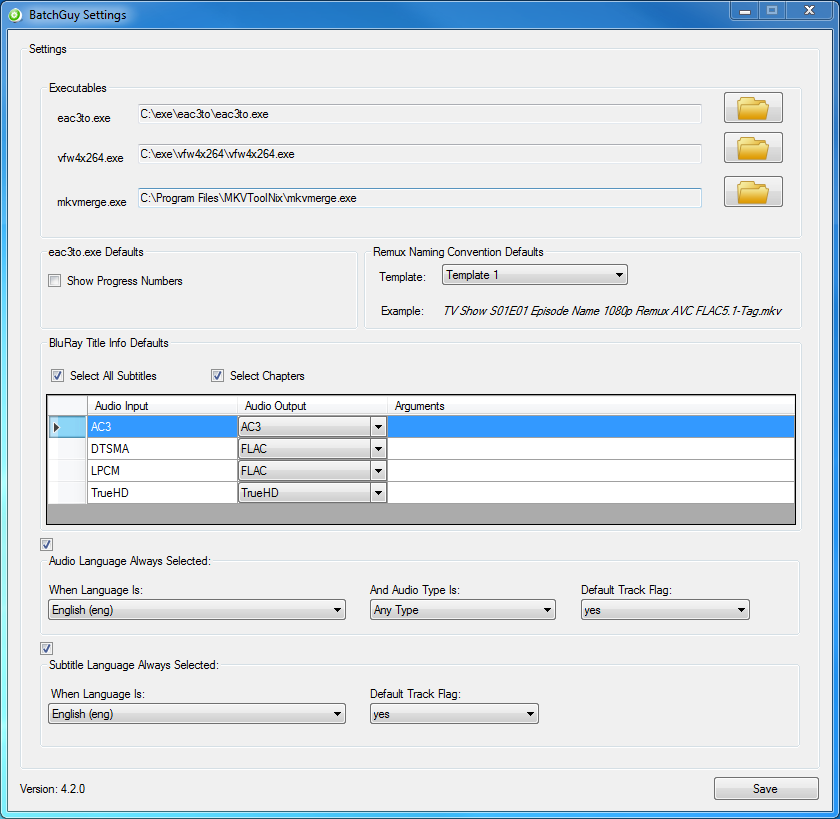 BatchGuy Settings
Settings
Executables
eac3to.exe C:\exe\eac3to\eac3to.exe
vfw4x264.exe C:\exe\vfw4x264\vfw4x264.exe
mkvmerge.exe C:\Program Files\MKVToolNix\mkvmerge.exe
eac3to.exe Defaults
Show Progress Numbers
Remux Naming Convention Defaults
Template: Template 1
Example: TV Show S01E01 Episode Name 1080p Remux AVC FLAC5.1-Tag.mkv
BluRay Title Info Defaults
Select All Subtitles Select Chapters
Audio Input Audio Output Arguments
AC3 AC3
DTSMA FLAC
LPCM FLAC
TrueHD TrueHD
Audio Language Always Selected:
When Language Is: And Audio Type Is: Default Track Flag:
English (eng) Any Type yes
Subtitle Language Always Selected:
When Language Is: Default Track Flag:
English (eng) yes
Version: 4.2.0 Save